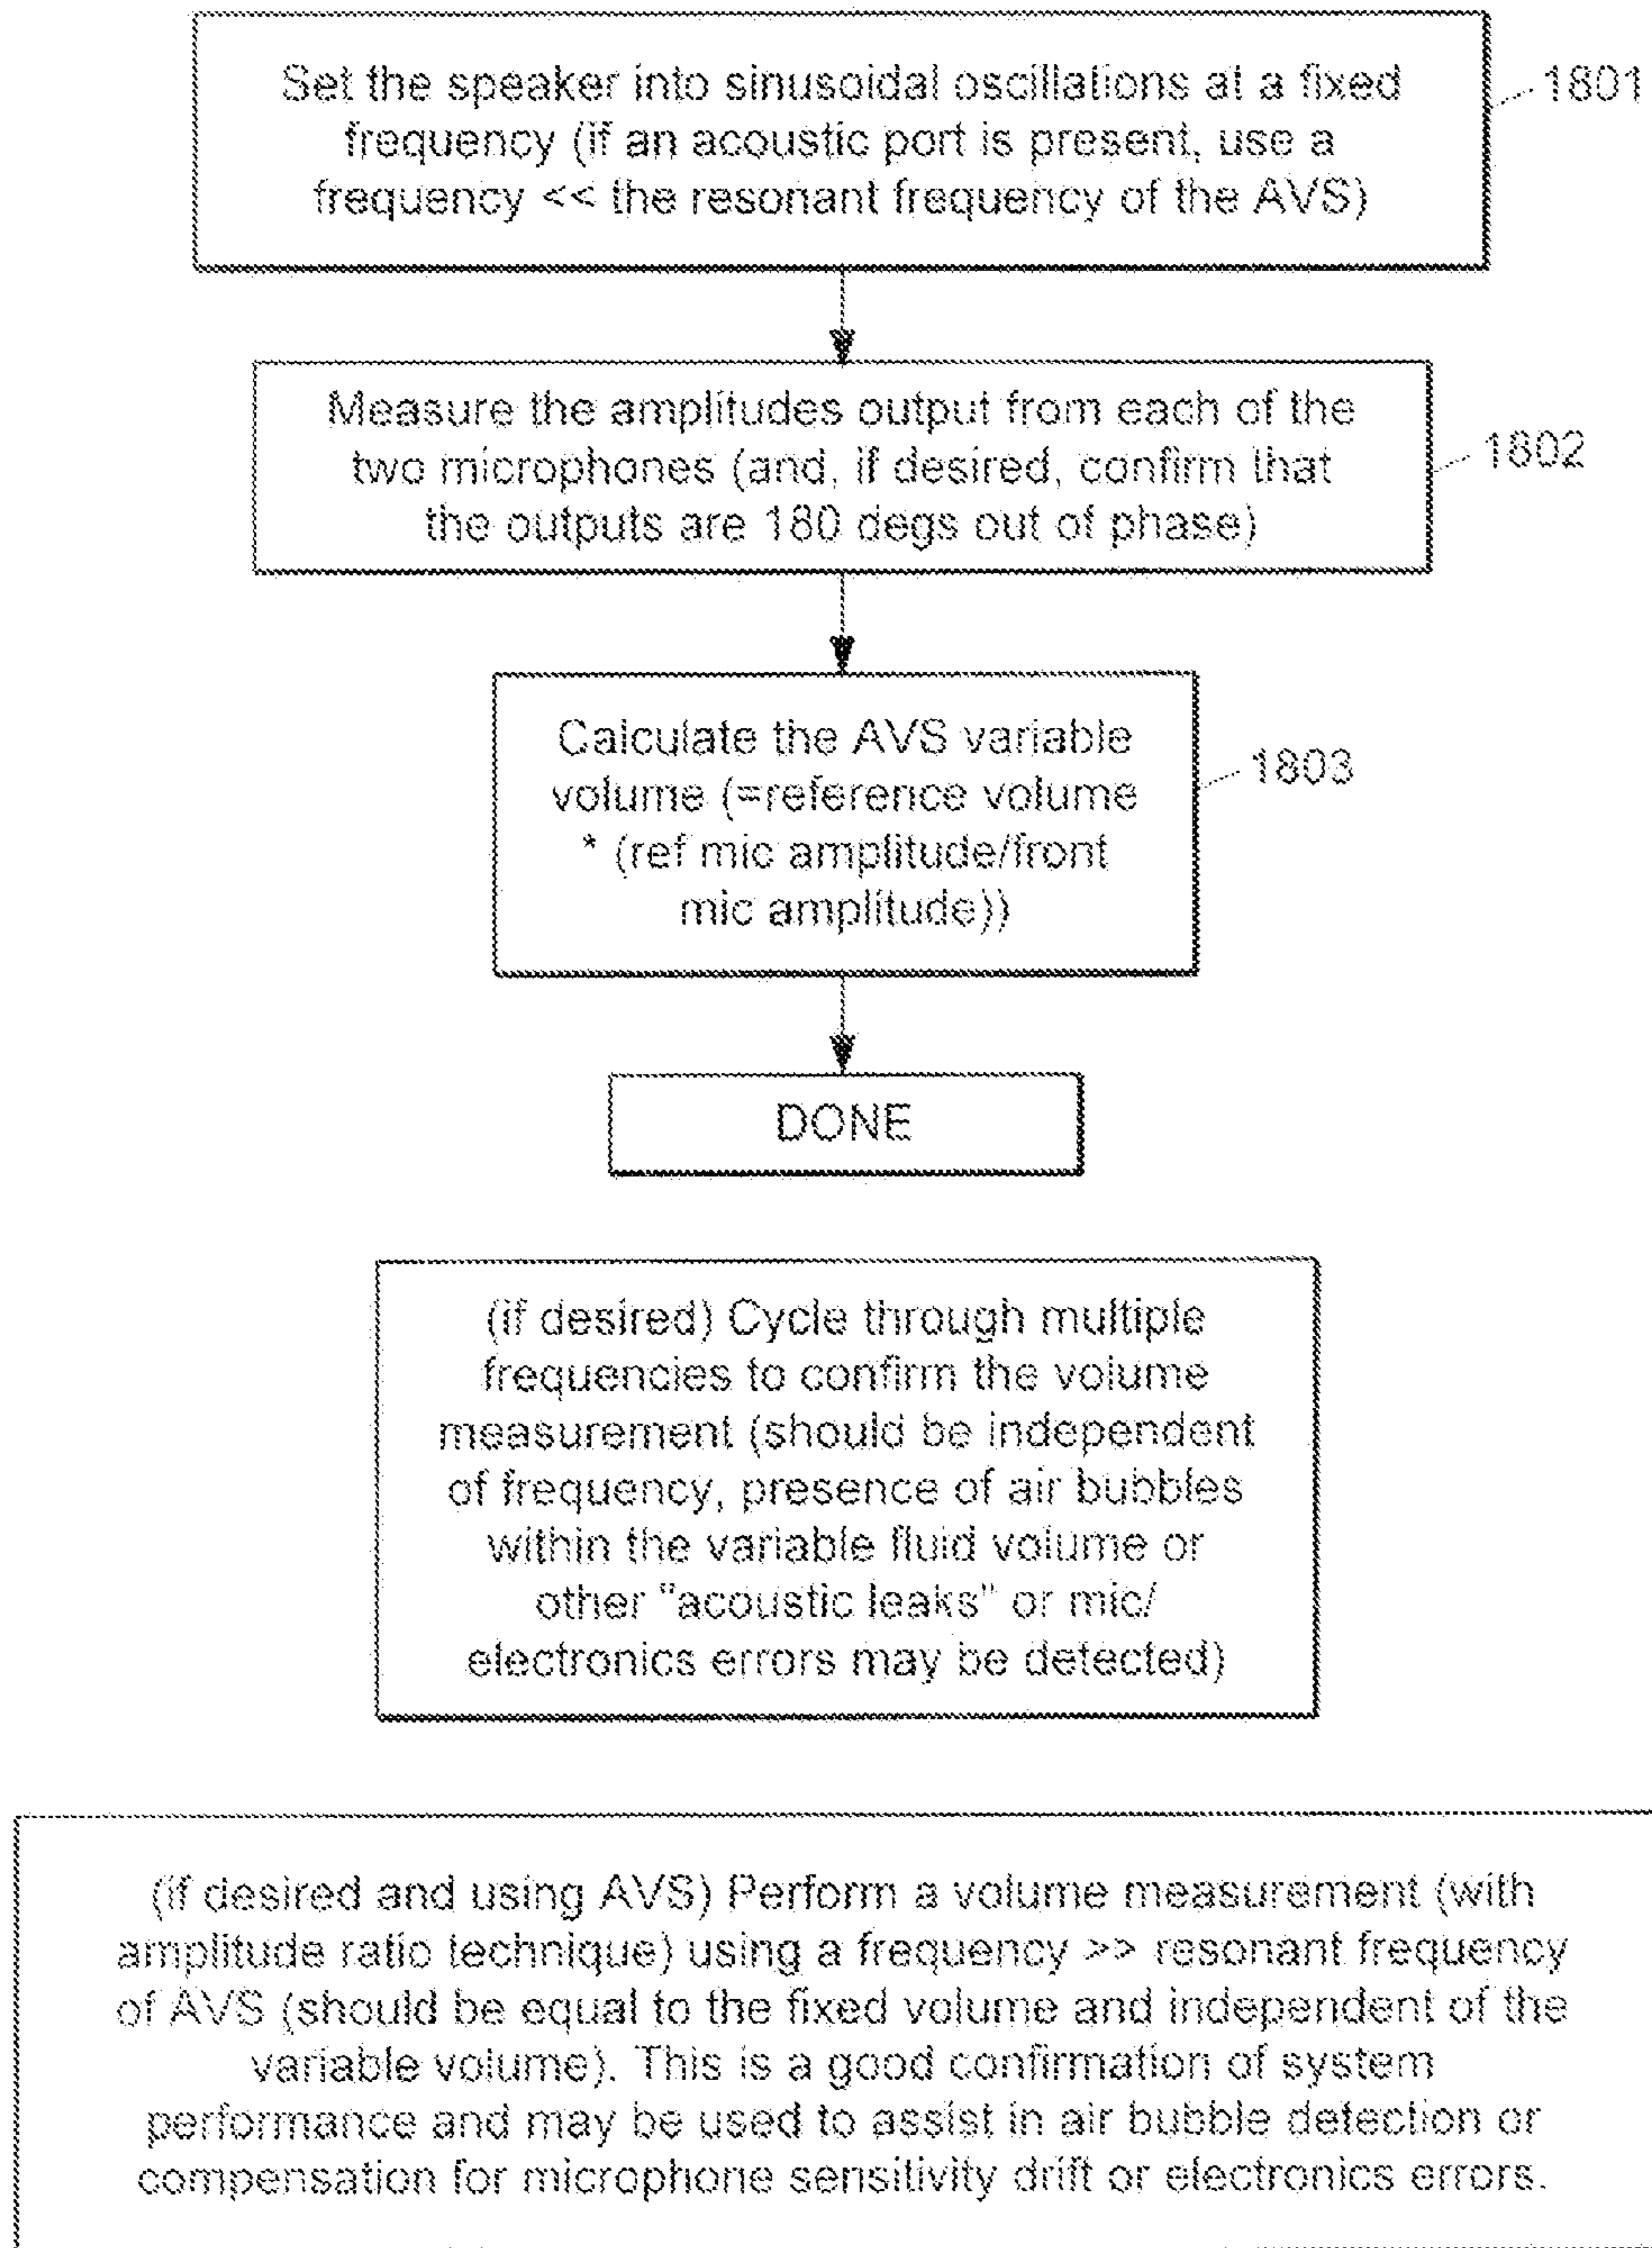 Set the speaker into sinusoidal oscillations at a fixed
frequency (if an acoustic port is present, use a
frequency << the resonant frequency of the AVS)
1801
Measure the amplitudes output from each of the
two microphones (and, if desired, confirm that
the outputs are 180 degs out of phase)
1802
Calculate the AVS variable
volume (=reference volume
* (ref mic amplitude/front
mic amplitude))
1803
DONE
(if desired) Cycle through multiple
frequencies to confirm the volume
measurement (should be independent
of frequency, presence of air bubbles
within the variable fluid volume or
other "acoustic leaks" or mic/
electronics errors may be detected)
(if desired and using AVS) Perform a volume measurement (with
amplitude ratio technique) using a frequency >> resonant frequency
of AVS (should be equal to the fixed volume and independent of the
variable volume). This is a good confirmation of system
performance and may be used to assist in air bubble detection or
compensation for microphone sensitivity drift or electronics errors.